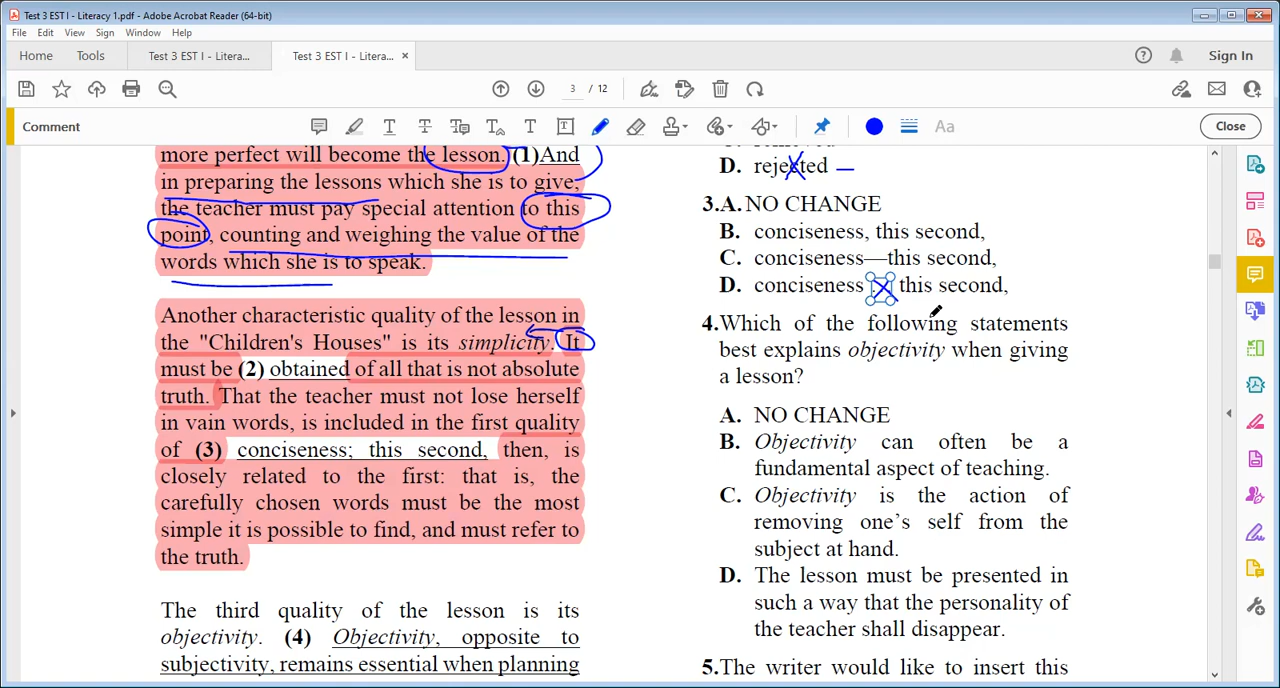 Test 3 EST I - Literacy 1.pdf - Adobe Acrobat Reader (64-bit)
File Edit View Sign Window Help
Home Tools Test 3 EST I - Litera... Test 3 EST I - Litera... × Sign In
3 / 12
Comment Aa Close
more perfect will become the lesson. (1)And
in preparing the lessons which she is to give,
the teacher must pay special attention to this
point, counting and weighing the value of the
words which she is to speak.
Another characteristic quality of the lesson in
the "Children's Houses" is its simplicity. It
must be (2) obtained of all that is not absolute
truth. That the teacher must not lose herself
in vain words, is included in the first quality
of (3) conciseness; this second, then, is
closely related to the first: that is, the
carefully chosen words must be the most
simple it is possible to find, and must refer to
the truth.
The third quality of the lesson is its
objectivity. (4) Objectivity, opposite to
subjectivity, remains essential when planning
D. rejected
3.A. NO CHANGE
B. conciseness, this second,
C. conciseness—this second,
D. conciseness this second,
4.Which of the following statements
best explains objectivity when giving
a lesson?
A. NO CHANGE
B. Objectivity can often be a
fundamental aspect of teaching.
C. Objectivity is the action of
removing one's self from the
subject at hand.
D. The lesson must be presented in
such a way that the personality of
the teacher shall disappear.
5.The writer would like to insert this